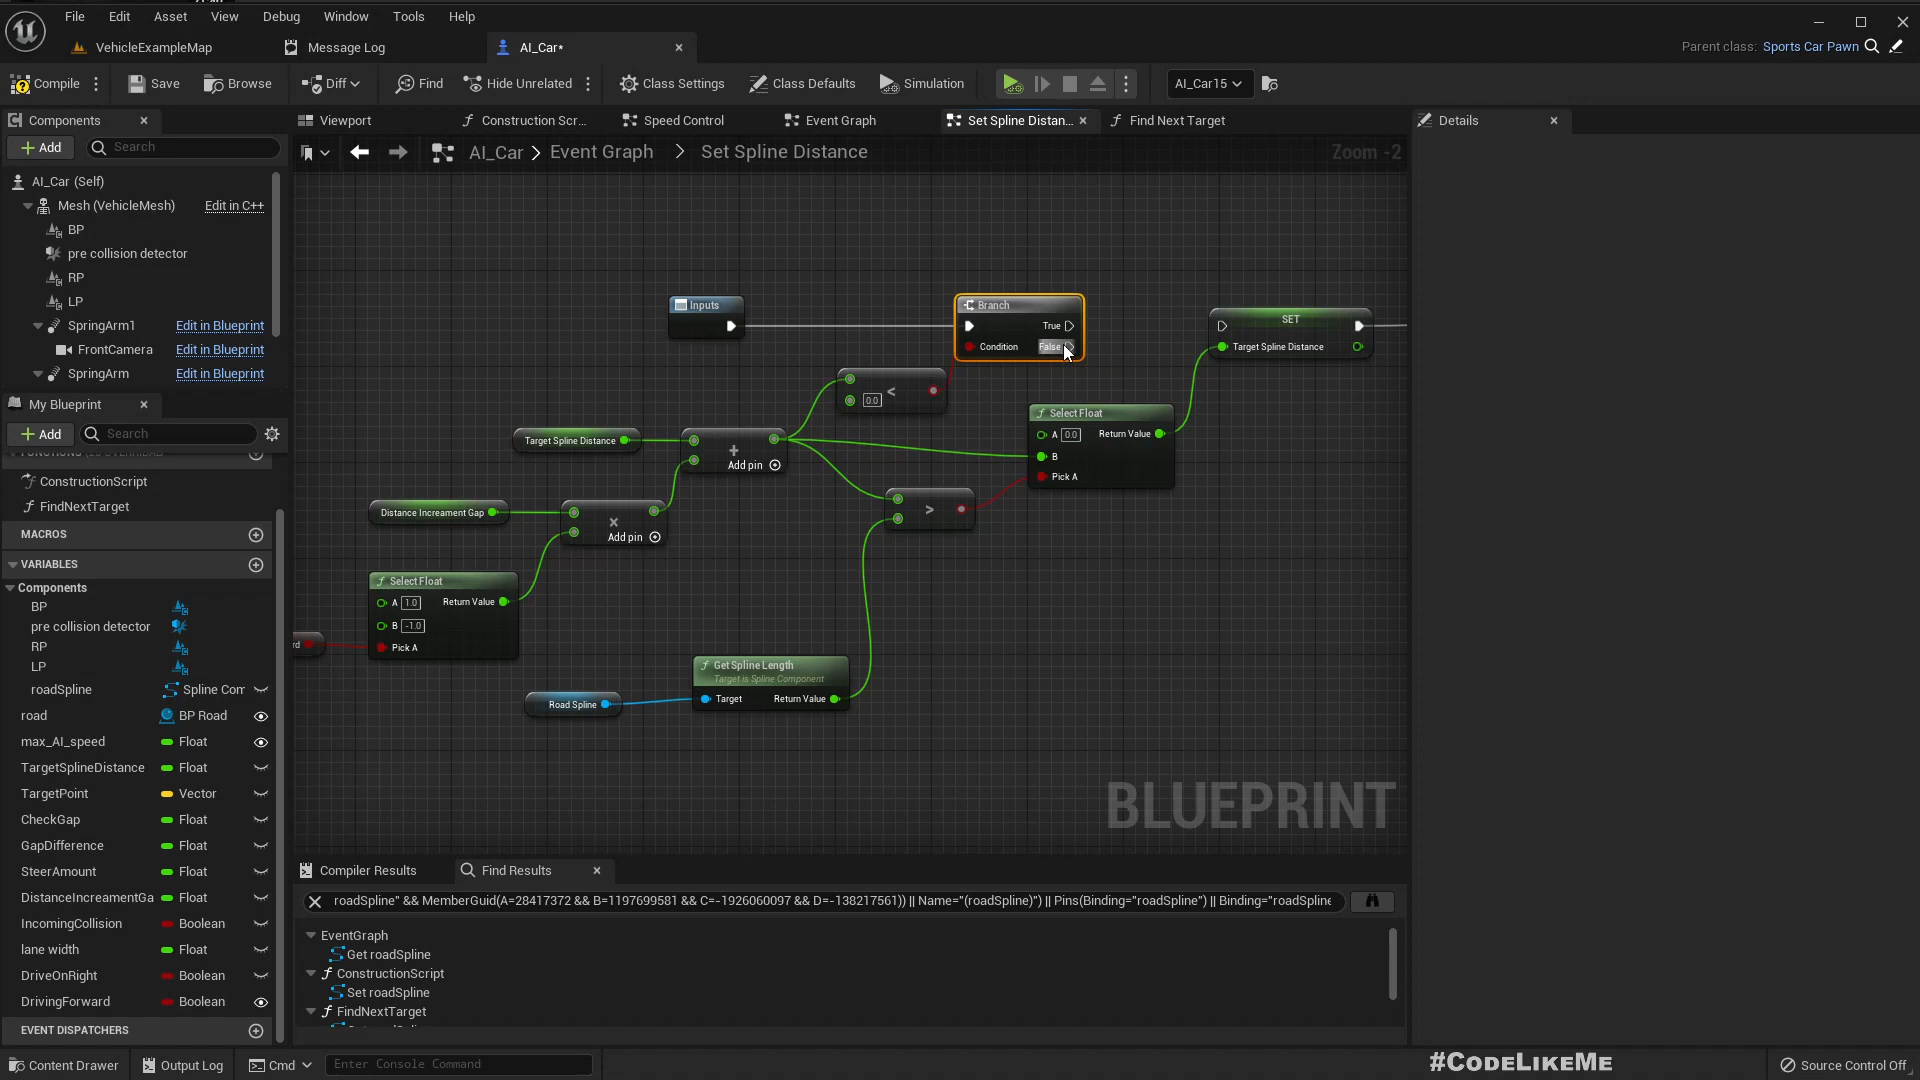 File Edit Asset View Debug Window Tools Help
VehicleExampleMap Message Log AI_Car*
Parent class: Sports Car Pawn
Compile Save Browse Diff Find Hide Unrelated Class Settings Class Defaults Simulation AI_Car15
Components
Viewport Construction Scr... Speed Control Event Graph Set Spline Distan... Find Next Target
Details
Add Search
AI_Car > Event Graph > Set Spline Distance
Zoom -2
AI_Car (Self)
Mesh (VehicleMesh) Edit in C++
BP
pre collision detector
RP
LP
SpringArm1 Edit in Blueprint
FrontCamera Edit in Blueprint
SpringArm Edit in Blueprint
My Blueprint
Add Search
ConstructionScript
FindNextTarget
MACROS
VARIABLES
Components
BP
pre collision detector
RP
LP
roadSpline Spline Com
road BP Road
max_AI_speed Float
TargetSplineDistance Float
TargetPoint Vector
CheckGap Float
GapDifference Float
SteerAmount Float
DistanceIncreamentGa Float
IncomingCollision Boolean
lane width Float
DriveOnRight Boolean
DrivingForward Boolean
EVENT DISPATCHERS
Inputs
Branch
True
Condition False
SET
Target Spline Distance
0.0 <
Select Float
A 0.0 Return Value
B
Pick A
Target Spline Distance
+
Add pin
Distance Increament Gap
×
Add pin
>
Select Float
A 1.0 Return Value
B -1.0
Pick A
rd
Get Spline Length
Target is Spline Component
Road Spline
Target Return Value
BLUEPRINT
Compiler Results Find Results
roadSpline" && MemberGuid(A=28417372 && B=1197699581 && C=-1926060097 && D=-138217561)) || Name="(roadSpline)") || Pins(Binding="roadSpline") || Binding="roadSpline
EventGraph
Get roadSpline
ConstructionScript
Set roadSpline
FindNextTarget
Content Drawer Output Log Cmd Enter Console Command
#CODELIKEME
Source Control Off